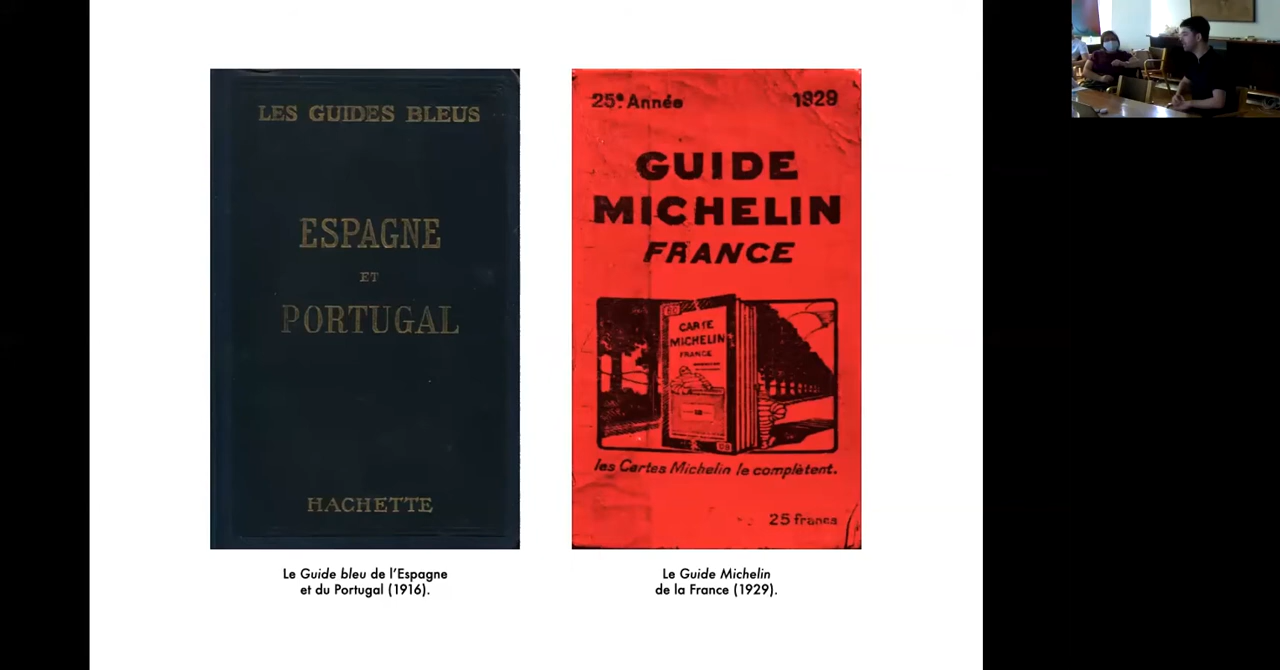 LES GUIDES BLEUS
ESPAGNE
ET
PORTUGAL
HACHETTE
Le Guide bleu de l'Espagne
et du Portugal (1916).
25e Année 1929
GUIDE
MICHELIN
FRANCE
CARTE
MICHELIN
FRANCE
les Cartes Michelin le complètent.
25 francs
Le Guide Michelin
de la France (1929).